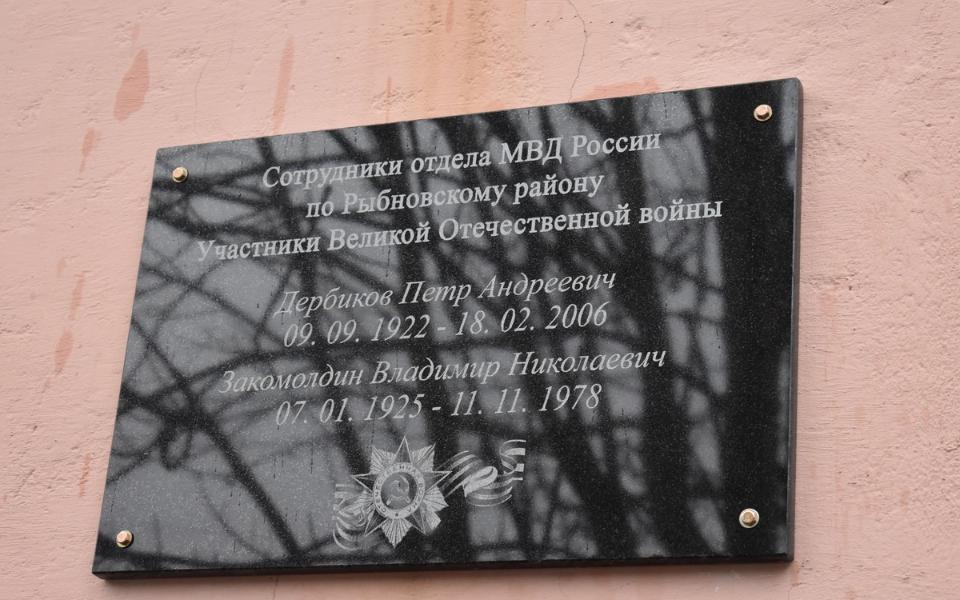 Сотрудники отдела МВД России
по Рыбновскому району
Участники Великой Отечественной войны
Дербиков Петр Андреевич
09. 09. 1922 - 18. 02. 2006
Закомолдин Владимир Николаевич
07. 01. 1925 - 11. 11. 1978